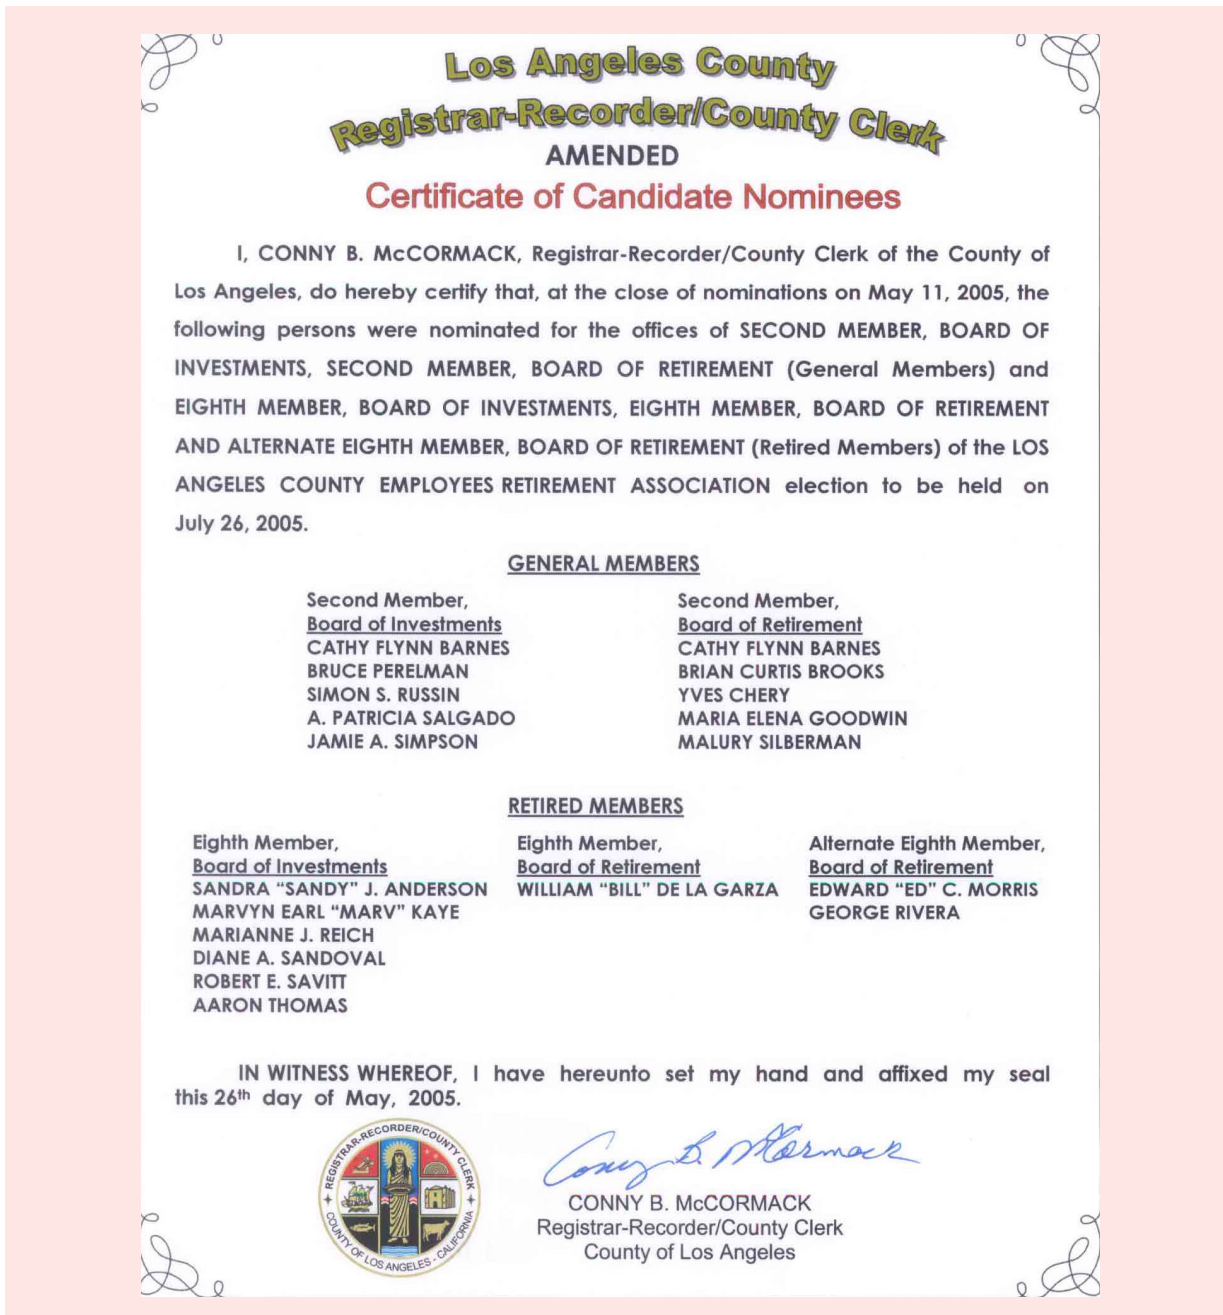 Los Angeles County
Registrar-Recorder/County Clerk
AMENDED
Certificate of Candidate Nominees
I, CONNY B. McCORMACK, Registrar-Recorder/County Clerk of the County of
Los Angeles, do hereby certify that, at the close of nominations on May 11, 2005, the
following persons were nominated for the offices of SECOND MEMBER, BOARD OF
INVESTMENTS, SECOND MEMBER, BOARD OF RETIREMENT (General Members) and
EIGHTH MEMBER, BOARD OF INVESTMENTS, EIGHTH MEMBER, BOARD OF RETIREMENT
AND ALTERNATE EIGHTH MEMBER, BOARD OF RETIREMENT (Retired Members) of the LOS
ANGELES COUNTY EMPLOYEES RETIREMENT ASSOCIATION election to be held on
July 26, 2005.
GENERAL MEMBERS
Second Member,
Board of Investments
CATHY FLYNN BARNES
BRUCE PERELMAN
SIMON S. RUSSIN
A. PATRICIA SALGADO
JAMIE A. SIMPSON
Second Member,
Board of Retirement
CATHY FLYNN BARNES
BRIAN CURTIS BROOKS
YVES CHERY
MARIA ELENA GOODWIN
MALURY SILBERMAN
RETIRED MEMBERS
Eighth Member,
Board of Investments
SANDRA “SANDY” J. ANDERSON
MARVYN EARL “MARV” KAYE
MARIANNE J. REICH
DIANE A. SANDOVAL
ROBERT E. SAVITT
AARON THOMAS
Eighth Member,
Board of Retirement
WILLIAM “BILL” DE LA GARZA
Alternate Eighth Member,
Board of Retirement
EDWARD “ED” C. MORRIS
GEORGE RIVERA
IN WITNESS WHEREOF, I have hereunto set my hand and affixed my seal
this 26th day of May, 2005.
REGISTRAR-RECORDER/COUNTY CLERK
COUNTY OF LOS ANGELES - CALIFORNIA
Conny B. McCormack
CONNY B. McCORMACK
Registrar-Recorder/County Clerk
County of Los Angeles